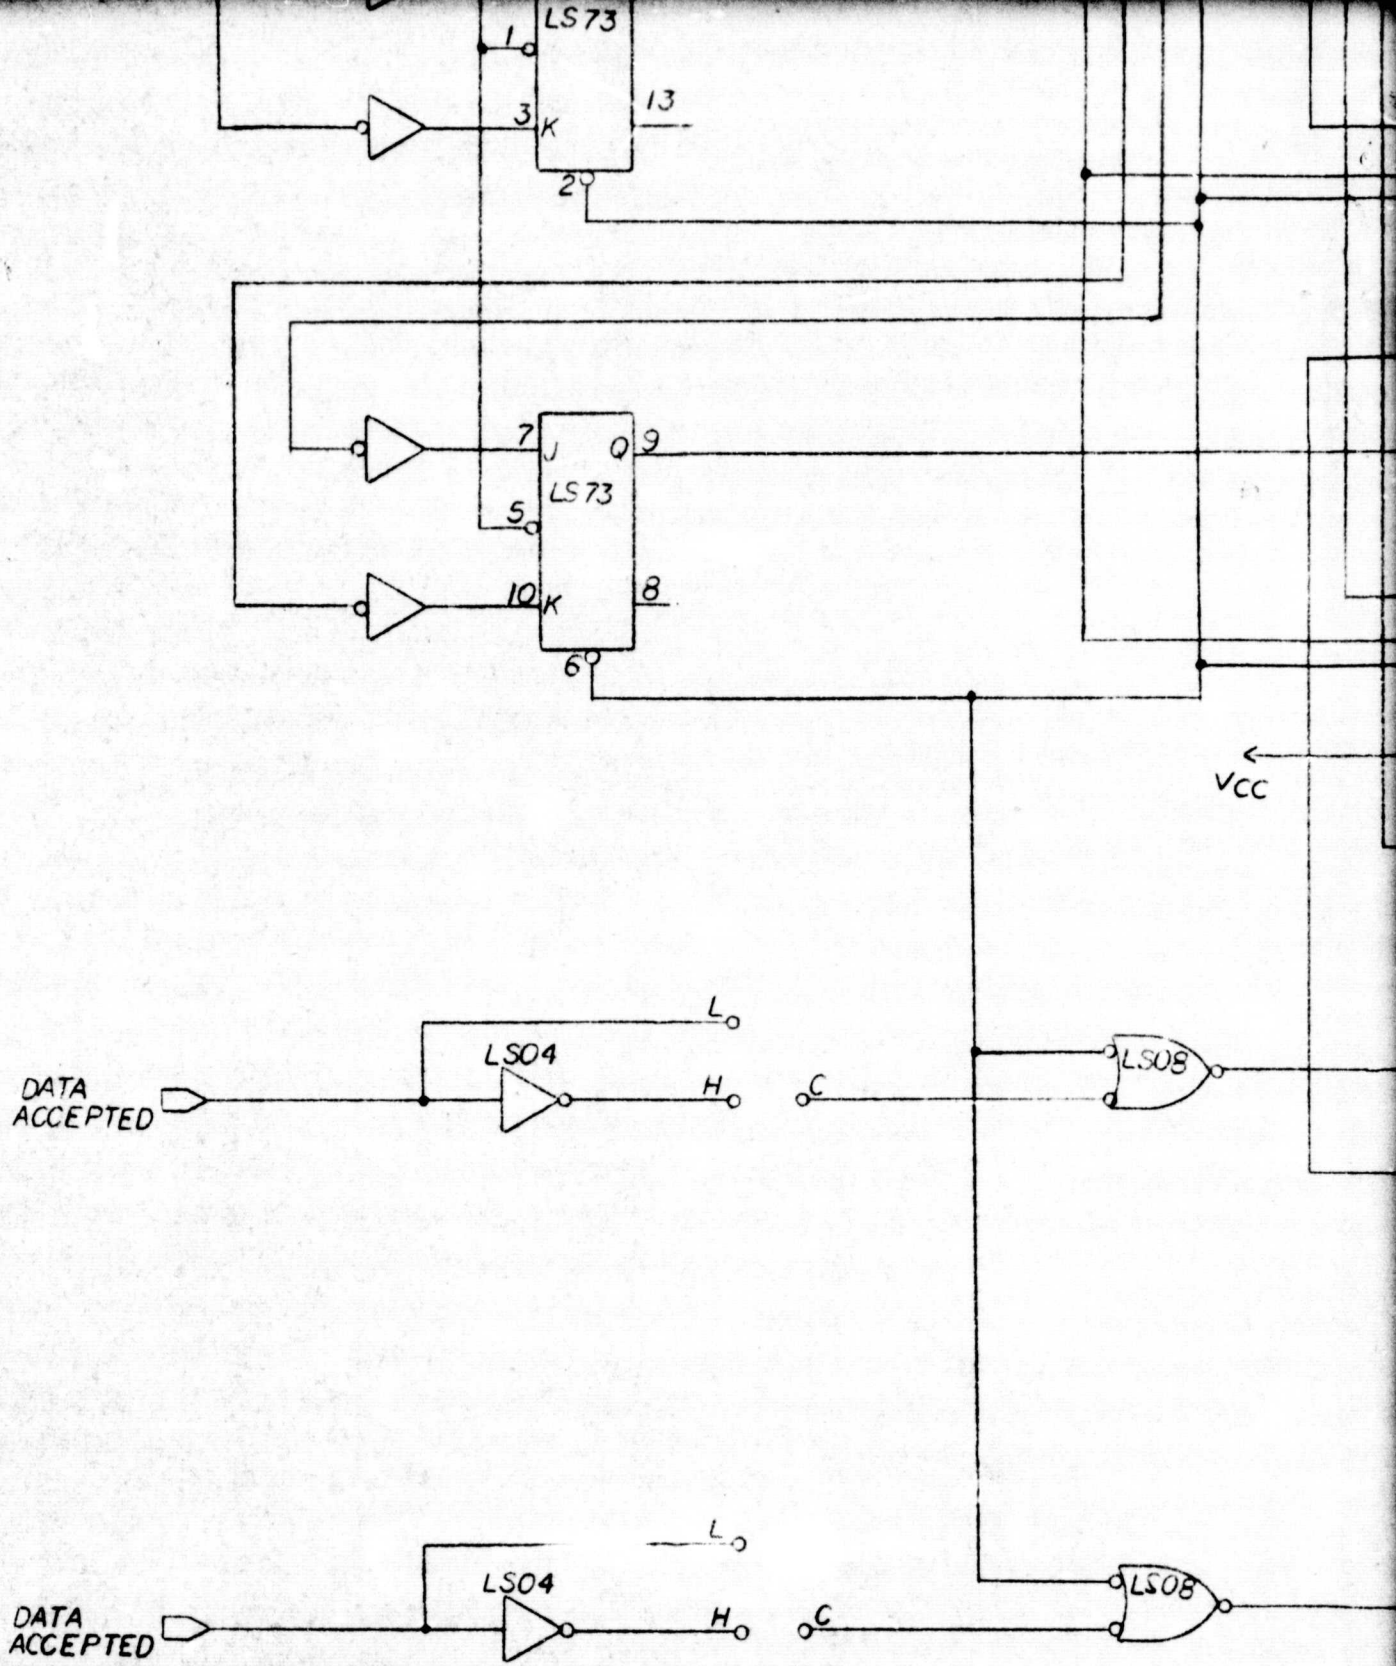 LS73
1
3 K
13
2
7 J Q 9
LS73
5
10 K
8
6
VCC
L
LS04
H C
LS08
DATA
ACCEPTED
L
LS04
H C
LS08
DATA
ACCEPTED